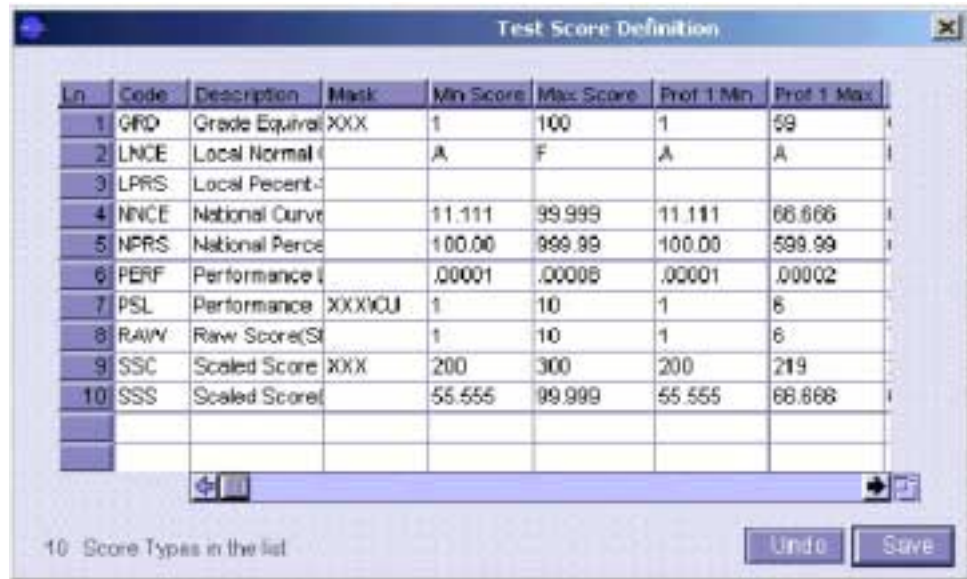 Test Score Definition
Ln Code Description Mask Min Score Max Score Prof 1 Min Prof 1 Max
1 GRD Grade Equival XXX 1 100 1 59
2 LNCE Local Normal A F A A
3 LPRS Local Pecent-
4 NNCE National Curve 11.111 99.999 11.111 66.666
5 NPRS National Perce 100.00 999.99 100.00 599.99
6 PERF Performance .00001 .00002
7 PSL Performance 1 10 1 6
8 RAW Raw Score(St 1 10 1 6
9 SSC Scaled Score XXX 200 300 200 219
10 SSS Scaled Score 55.555 99.999 55.555 66.666
10 Score Types in the list
Undo Save